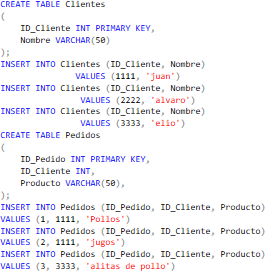 CREATE TABLE Clientes
(
ID_Cliente INT PRIMARY KEY,
Nombre VARCHAR(50)
);
INSERT INTO Clientes (ID_Cliente, Nombre)
VALUES (1111, 'juan')
INSERT INTO Clientes (ID_Cliente, Nombre)
VALUES (2222, 'alvaro')
INSERT INTO Clientes (ID_Cliente, Nombre)
VALUES (3333, 'elio')
CREATE TABLE Pedidos
(
ID_Pedido INT PRIMARY KEY,
ID_Cliente INT,
Producto VARCHAR(50),
);
INSERT INTO Pedidos (ID_Pedido, ID_Cliente, Producto)
VALUES (1, 1111, 'Pollos')
INSERT INTO Pedidos (ID_Pedido, ID_Cliente, Producto)
VALUES (2, 1111, 'jugos')
INSERT INTO Pedidos (ID_Pedido, ID_Cliente, Producto)
VALUES (3, 3333, 'alitas de pollo')